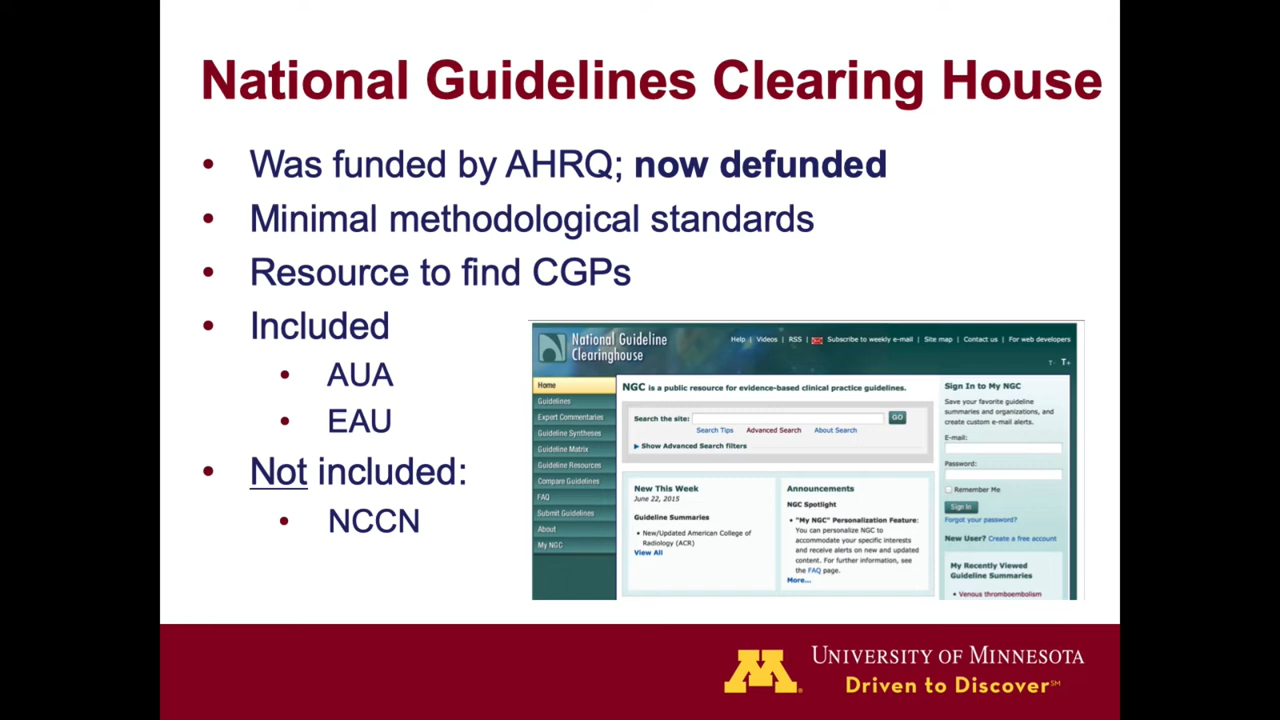 National Guidelines Clearing House
• Was funded by AHRQ; now defunded
• Minimal methodological standards
• Resource to find CGPs
• Included
• AUA
• EAU
• Not included:
• NCCN
National Guideline
Clearinghouse
Help | Videos | RSS | Subscribe to weekly e-mail | Site map | Contact us | For web developers
T- T+
Home
Guidelines
Expert Commentaries
Guideline Syntheses
Guideline Matrix
Guideline Resources
Compare Guidelines
FAQ
Submit Guidelines
About
My NGC
NGC is a public resource for evidence-based clinical practice guidelines.
Search the site: GO
Search Tips Advanced Search About Search
Show Advanced Search filters
New This Week
June 22, 2015
Guideline Summaries
• New/Updated American College of
Radiology (ACR)
View All
Announcements
NGC Spotlight
• "My NGC" Personalization Feature:
You can personalize NGC to
accommodate your specific interests
and receive alerts on new and updated
content. For further information, see
the FAQ page.
More...
Sign In to My NGC
Save your favorite guideline
summaries and organizations, and
create custom e-mail alerts.
E-mail:
Password:
Remember Me
Sign In
Forgot your password?
New User? Create a free account
My Recently Viewed
Guideline Summaries
• Venous thromboembolism
M
UNIVERSITY OF MINNESOTA
Driven to Discover℠